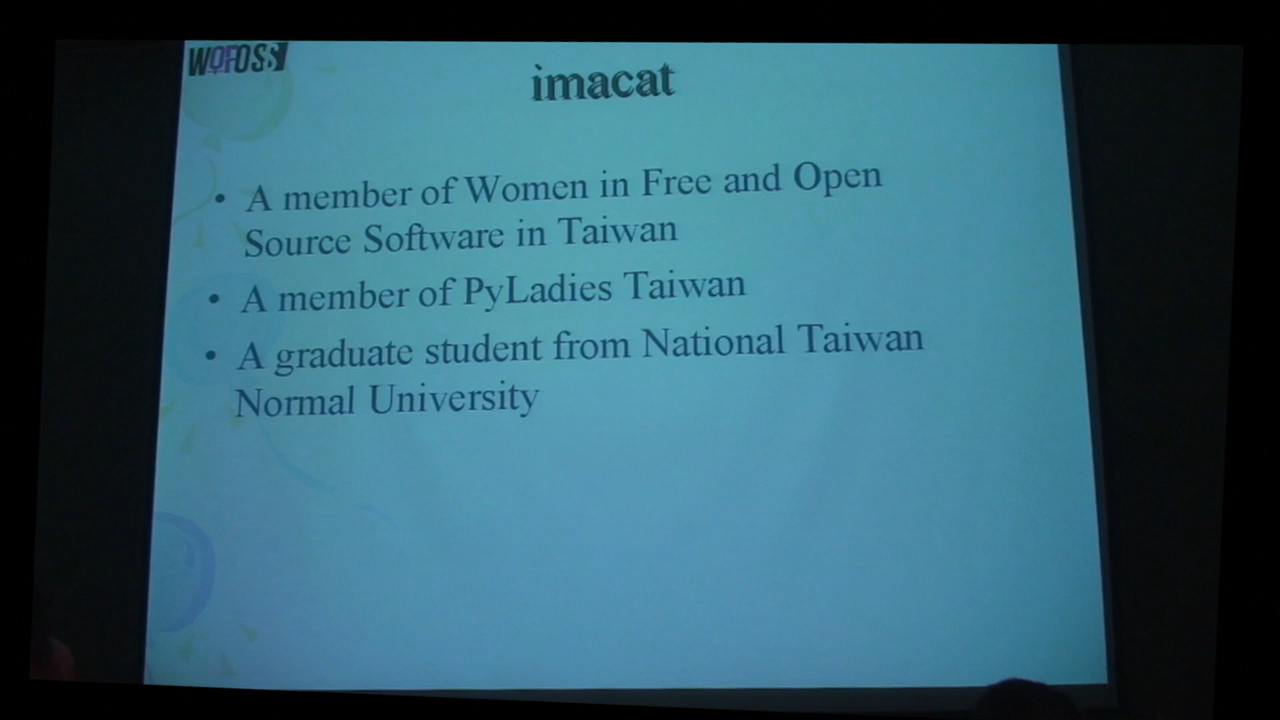 WOFOSS
imacat
• A member of Women in Free and Open
Source Software in Taiwan
• A member of PyLadies Taiwan
• A graduate student from National Taiwan
Normal University